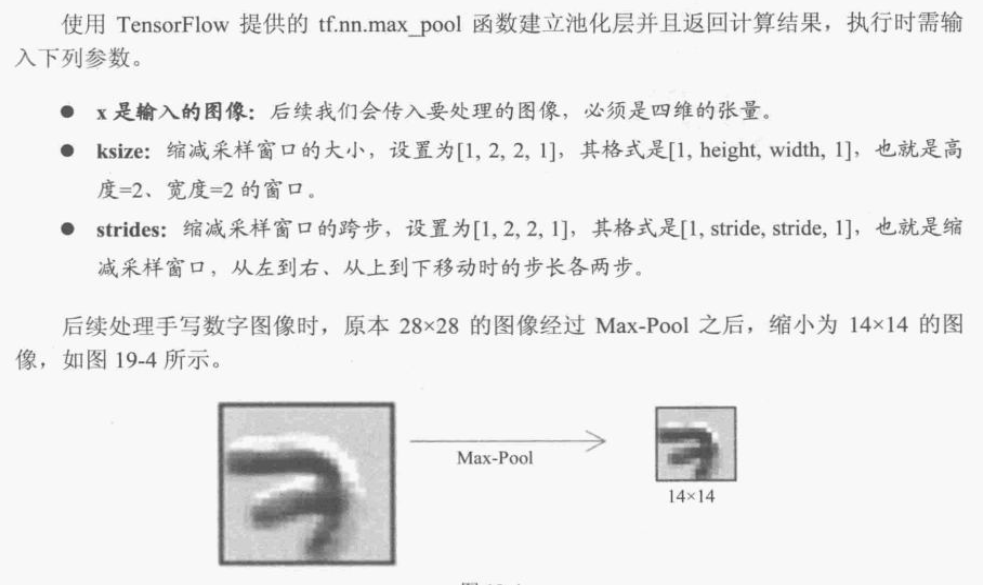 使用 TensorFlow 提供的 tf.nn.max_pool 函数建立池化层并且返回计算结果，执行时需输
入下列参数。
● x 是输入的图像：后续我们会传入要处理的图像，必须是四维的张量。
● ksize：缩减采样窗口的大小，设置为[1, 2, 2, 1]，其格式是[1, height, width, 1]，也就是高
度=2、宽度=2 的窗口。
● strides：缩减采样窗口的跨步，设置为[1, 2, 2, 1]，其格式是[1, stride, stride, 1]，也就是缩
减采样窗口，从左到右、从上到下移动时的步长各两步。
后续处理手写数字图像时，原本 28×28 的图像经过 Max-Pool 之后，缩小为 14×14 的图
像，如图 19-4 所示。
Max-Pool
14×14